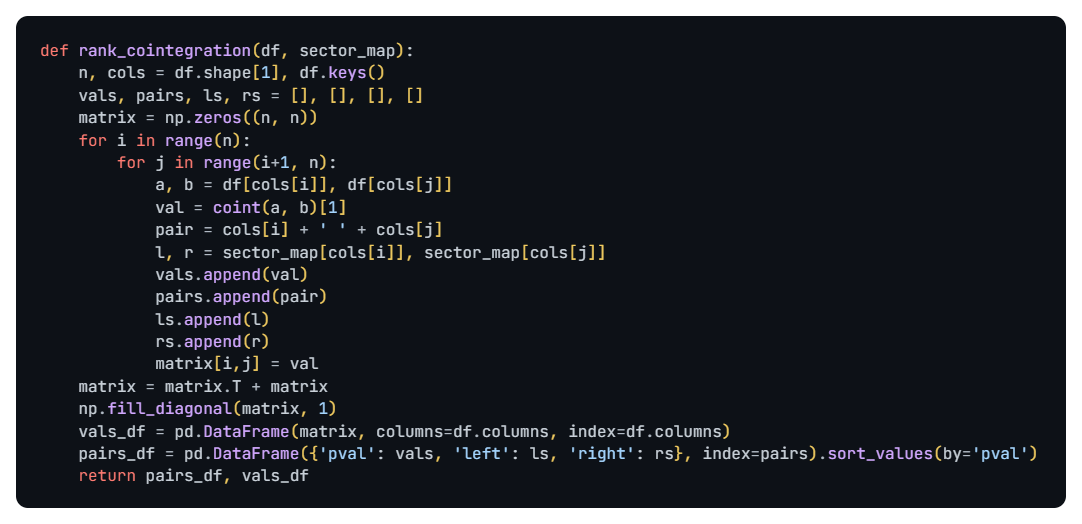 def rank_cointegration(df, sector_map):
    n, cols = df.shape[1], df.keys()
    vals, pairs, ls, rs = [], [], [], []
    matrix = np.zeros((n, n))
    for i in range(n):
        for j in range(i+1, n):
            a, b = df[cols[i]], df[cols[j]]
            val = coint(a, b)[1]
            pair = cols[i] + ' ' + cols[j]
            l, r = sector_map[cols[i]], sector_map[cols[j]]
            vals.append(val)
            pairs.append(pair)
            ls.append(l)
            rs.append(r)
            matrix[i,j] = val
    matrix = matrix.T + matrix
    np.fill_diagonal(matrix, 1)
    vals_df = pd.DataFrame(matrix, columns=df.columns, index=df.columns)
    pairs_df = pd.DataFrame({'pval': vals, 'left': ls, 'right': rs}, index=pairs).sort_values(by='pval')
    return pairs_df, vals_df